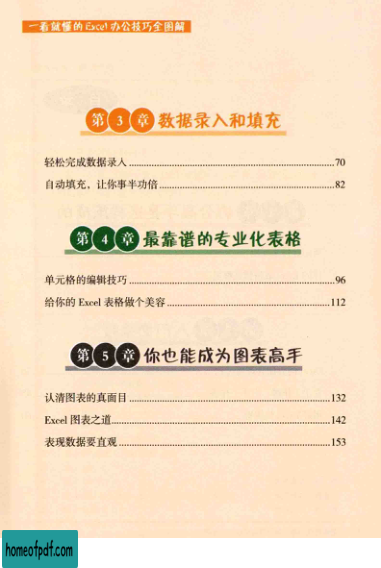 一看就懂的Excel办公技巧全图解
第3章 数据录入和填充
轻松完成数据录入........................70
自动填充，让你事半功倍........................82
第4章 最靠谱的专业化表格
单元格的编辑技巧........................96
给你的 Excel 表格做个美容........................112
第5章 你也能成为图表高手
认清图表的真面目........................132
Excel 图表之道........................142
表现数据要直观........................153
homeofpdf.com